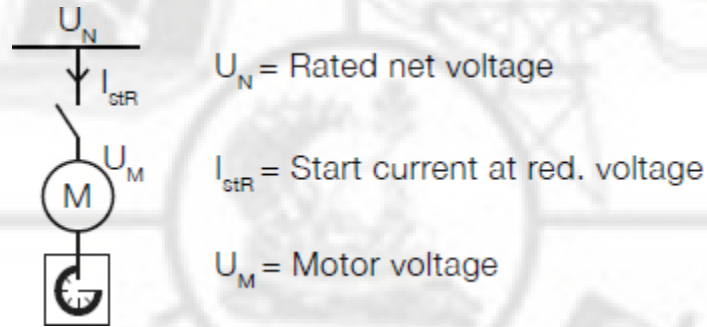 U_N
U_N = Rated net voltage
I_stR
I_stR = Start current at red. voltage
U_M
M
U_M = Motor voltage